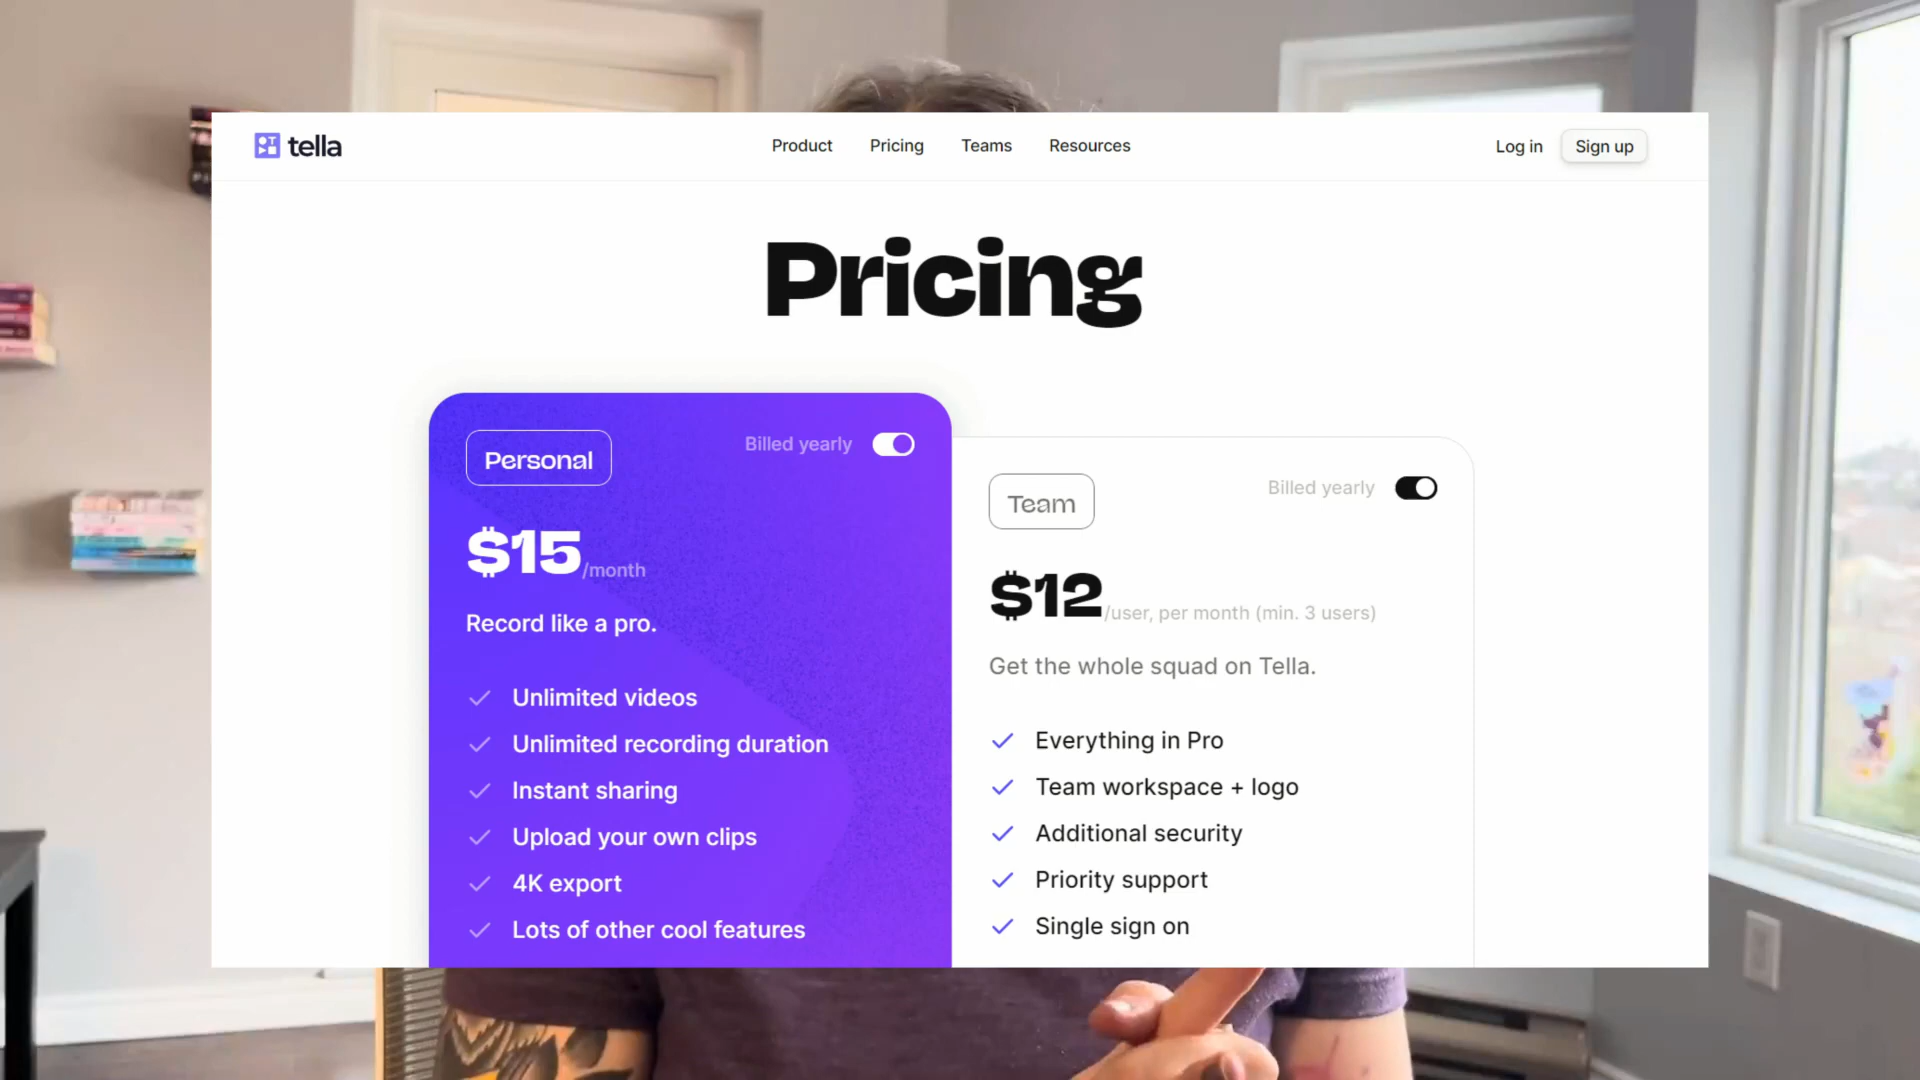 tella
Product
Pricing
Teams
Resources
Log in
Sign up
Pricing
Personal
Billed yearly
$15/month
Record like a pro.
Unlimited videos
Unlimited recording duration
Instant sharing
Upload your own clips
4K export
Lots of other cool features
Team
Billed yearly
$12/user, per month (min. 3 users)
Get the whole squad on Tella.
Everything in Pro
Team workspace + logo
Additional security
Priority support
Single sign on